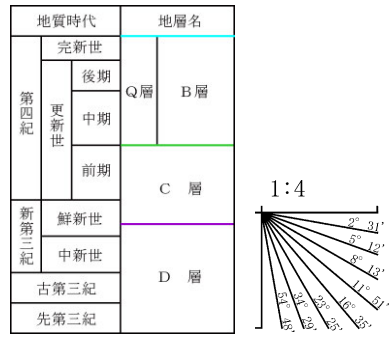 地質時代 地層名
完新世
第四紀 更新世 後期 Q層 B層
中期
前期
C 層
新第三紀 鮮新世
中新世
D 層
古第三紀
先第三紀
1:4
2° 31'
5° 12'
8° 13'
11° 51'
16° 35'
23° 25'
34° 29'
54° 48'